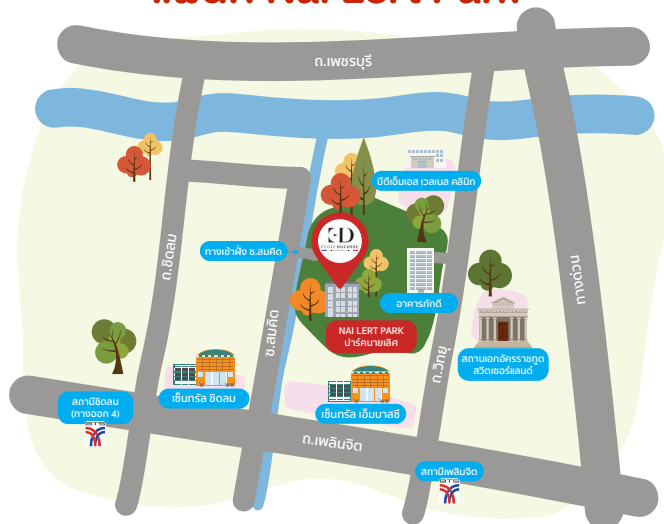 ถ.เพชรบุรี
บีดีเอ็มเอส เวลเนส คลินิก
ÉCOLE DUCASSE
ทางเข้าฝั่ง ซ.สมคิด
ถ.ชิดลม
ซ.สมคิด
อาคารภักดี
ทางด่วน
NAI LERT PARK
ปาร์คนายเลิศ
ถ.วิทยุ
สถานเอกอัครราชทูต
สวิตเซอร์แลนด์
สถานีชิดลม
(ทางออก 4)
BTS
เซ็นทรัล ชิดลม
เซ็นทรัล เอ็มบาสซี
ถ.เพลินจิต
สถานีเพลินจิต
BTS